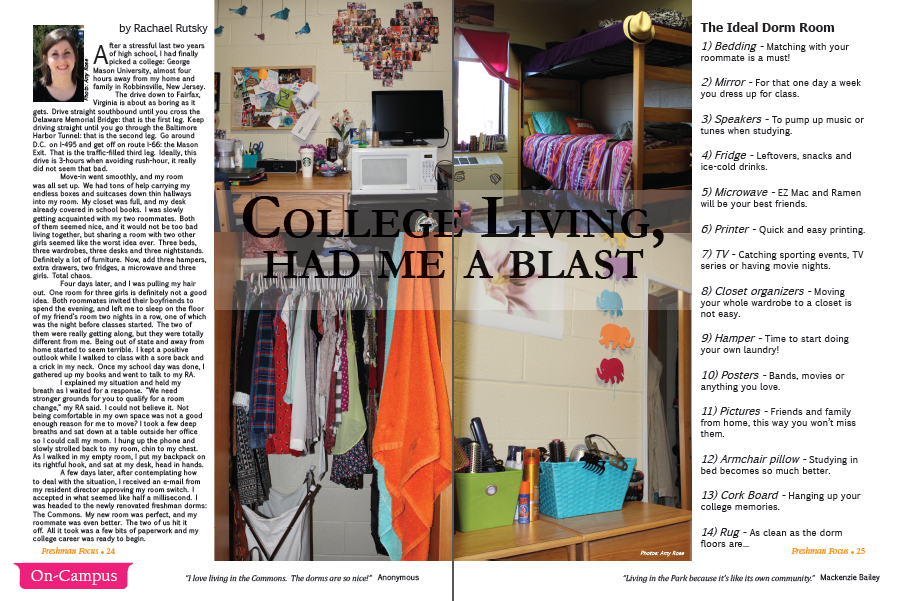 by Rachael Rutsky
Photo: Amy Rose
After a stressful last two years
of high school, I had finally
picked a college: George
Mason University, almost four
hours away from my home and
family in Robbinsville, New Jersey.
The drive down to Fairfax,
Virginia is about as boring as it
gets. Drive straight southbound until you cross the
Delaware Memorial Bridge: that is the first leg. Keep
driving straight until you go through the Baltimore
Harbor Tunnel: that is the second leg. Go around
D.C. on I-495 and get off on route I-66: the Mason
Exit. That is the traffic-filled third leg. Ideally, this
drive is 3-hours when avoiding rush-hour, it really
did not seem that bad.
Move-in went smoothly, and my room
was all set up. We had tons of help carrying my
endless boxes and suitcases down thin hallways
into my room. My closet was full, and my desk
already covered in school books. I was slowly
getting acquainted with my two roommates. Both
of them seemed nice, and it would not be too bad
living together, but sharing a room with two other
girls seemed like the worst idea ever. Three beds,
three wardrobes, three desks and three nightstands.
Definitely a lot of furniture. Now, add three hampers,
extra drawers, two fridges, a microwave and three
girls. Total chaos.
Four days later, and I was pulling my hair
out. One room for three girls is definitely not a good
idea. Both roommates invited their boyfriends to
spend the evening, and left me to sleep on the floor
of my friend's room two nights in a row, one of which
was the night before classes started. The two of
them were really getting along, but they were totally
different from me. Being out of state and away from
home started to seem terrible. I kept a positive
outlook while I walked to class with a sore back and
a crick in my neck. Once my school day was done, I
gathered up my books and went to talk to my RA.
I explained my situation and held my
breath as I waited for a response. "We need
stronger grounds for you to qualify for a room
change," my RA said. I could not believe it. Not
being comfortable in my own space was not a good
enough reason for me to move? I took a few deep
breaths and sat down at a table outside her office
so I could call my mom. I hung up the phone and
slowly strolled back to my room, chin to my chest.
As I walked in my empty room, I put my backpack on
its rightful hook, and sat at my desk, head in hands.
A few days later, after contemplating how
to deal with the situation, I received an e-mail from
my resident director approving my room switch. I
accepted in what seemed like half a millisecond. I
was headed to the newly renovated freshman dorms:
The Commons. My new room was perfect, and my
roommate was even better. The two of us hit it
off. All it took was a few bits of paperwork and my
college career was ready to begin.
Freshman Focus • 24
On-Campus
"I love living in the Commons. The dorms are so nice!" Anonymous
College Living,
had me a blast
Photos: Amy Rose
The Ideal Dorm Room
1) Bedding - Matching with your
roommate is a must!
2) Mirror - For that one day a week
you dress up for class.
3) Speakers - To pump up music or
tunes when studying.
4) Fridge - Leftovers, snacks and
ice-cold drinks.
5) Microwave - EZ Mac and Ramen
will be your best friends.
6) Printer - Quick and easy printing.
7) TV - Catching sporting events, TV
series or having movie nights.
8) Closet organizers - Moving
your whole wardrobe to a closet is
not easy.
9) Hamper - Time to start doing
your own laundry!
10) Posters - Bands, movies or
anything you love.
11) Pictures - Friends and family
from home, this way you won't miss
them.
12) Armchair pillow - Studying in
bed becomes so much better.
13) Cork Board - Hanging up your
college memories.
14) Rug - As clean as the dorm
floors are...
Freshman Focus • 25
"Living in the Park because it's like its own community." Mackenzie Bailey